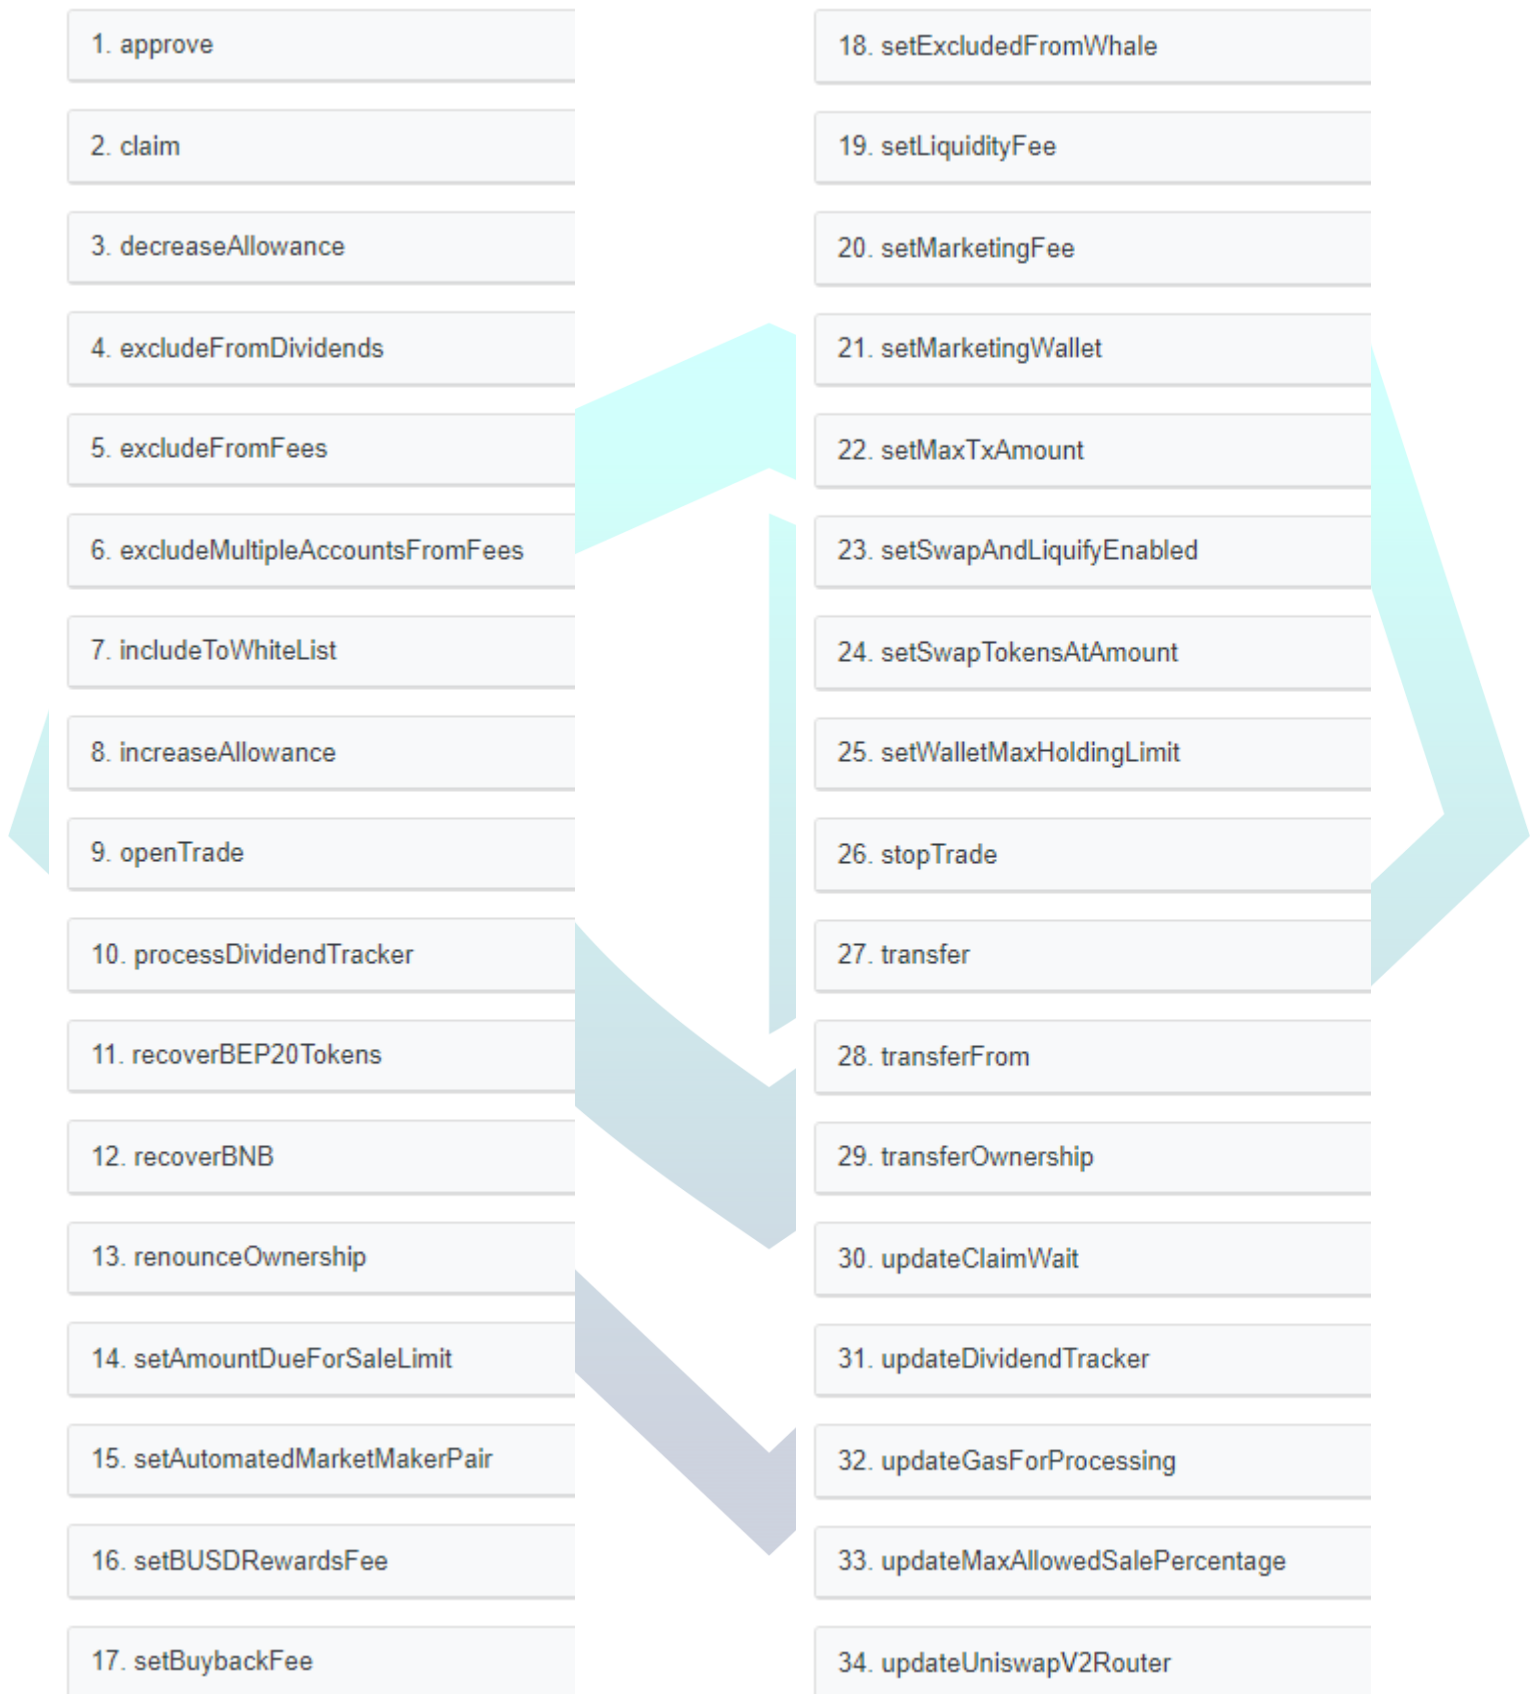 1. approve
2. claim
3. decreaseAllowance
4. excludeFromDividends
5. excludeFromFees
6. excludeMultipleAccountsFromFees
7. includeToWhiteList
8. increaseAllowance
9. openTrade
10. processDividendTracker
11. recoverBEP20Tokens
12. recoverBNB
13. renounceOwnership
14. setAmountDueForSaleLimit
15. setAutomatedMarketMakerPair
16. setBUSDRewardsFee
17. setBuybackFee
18. setExcludedFromWhale
19. setLiquidityFee
20. setMarketingFee
21. setMarketingWallet
22. setMaxTxAmount
23. setSwapAndLiquifyEnabled
24. setSwapTokensAtAmount
25. setWalletMaxHoldingLimit
26. stopTrade
27. transfer
28. transferFrom
29. transferOwnership
30. updateClaimWait
31. updateDividendTracker
32. updateGasForProcessing
33. updateMaxAllowedSalePercentage
34. updateUniswapV2Router